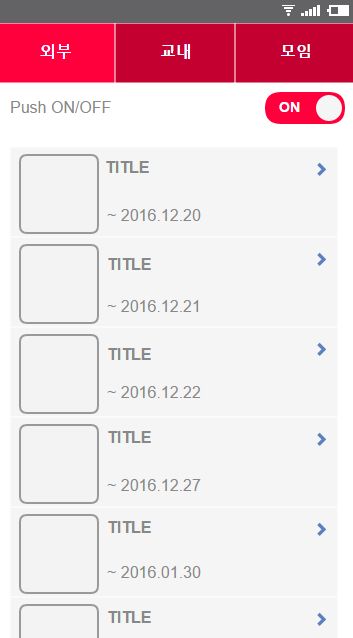 외부 교내 모임
Push ON/OFF ON
TITLE
~ 2016.12.20
TITLE
~ 2016.12.21
TITLE
~ 2016.12.22
TITLE
~ 2016.12.27
TITLE
~ 2016.01.30
TITLE